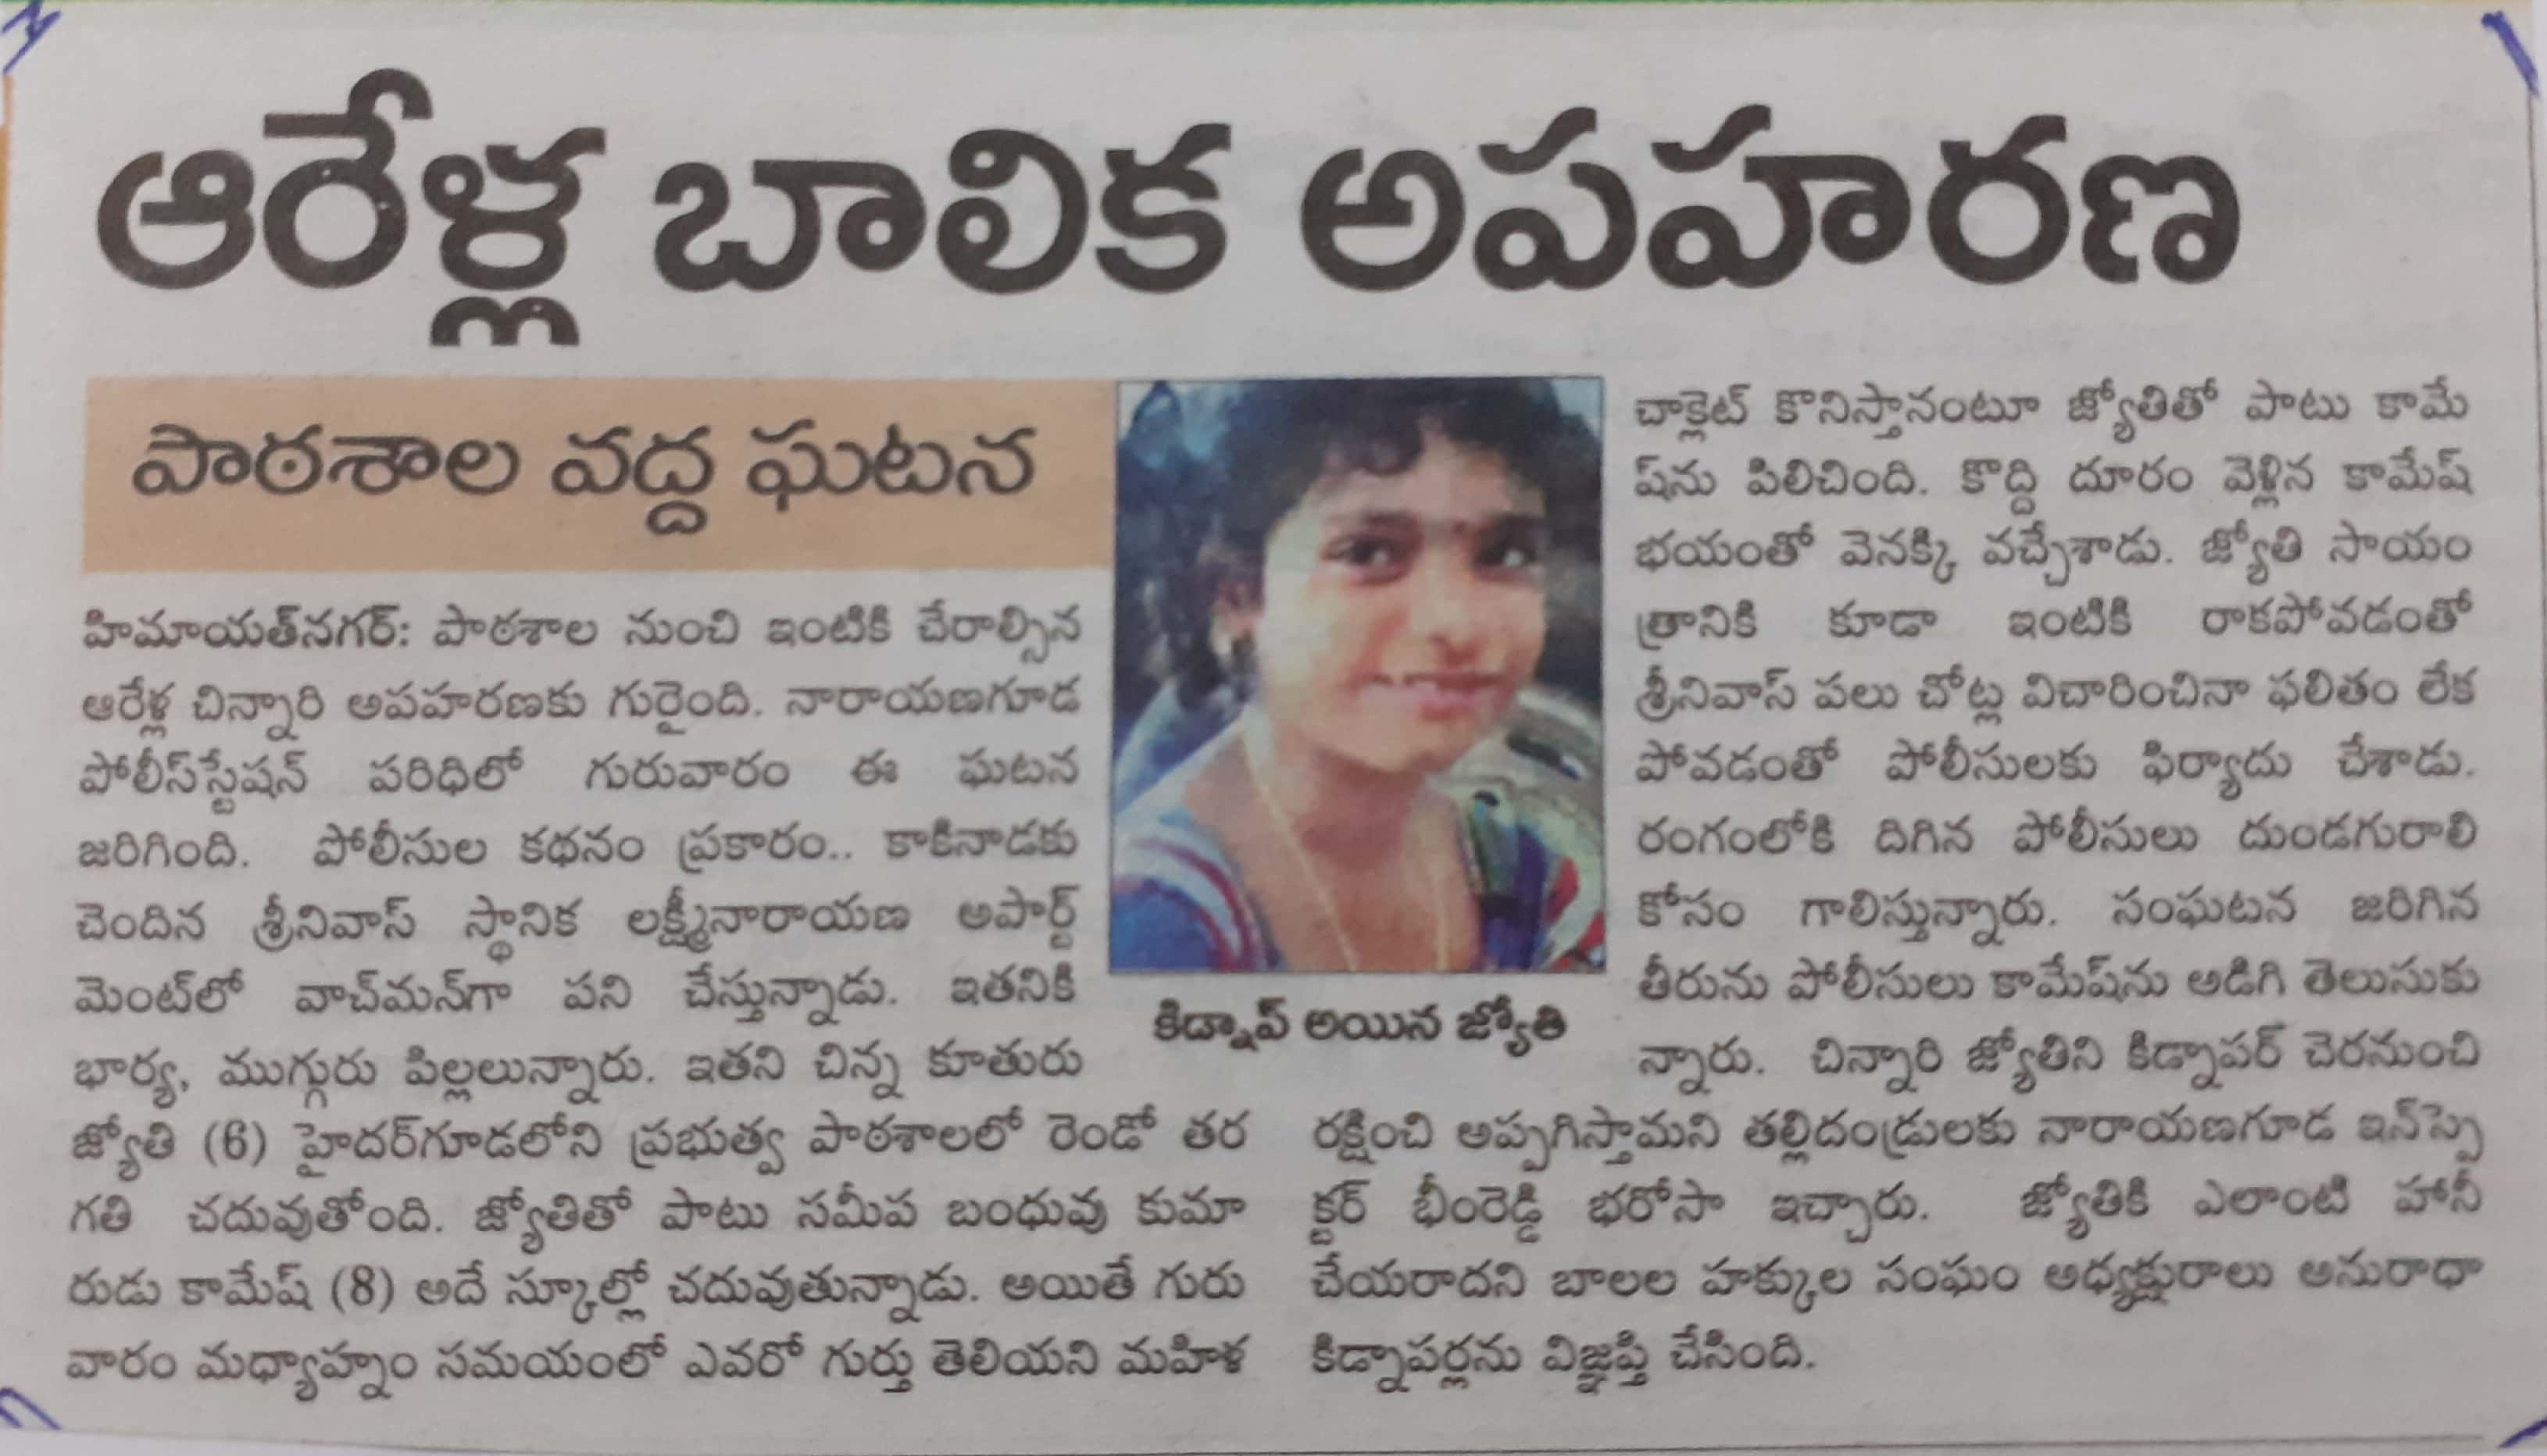 ఆరేళ్ల బాలిక అపహరణ
పాఠశాల వద్ద ఘటన
హిమాయత్‌నగర్‌: పాఠశాల నుంచి ఇంటికి చేరాల్సిన
ఆరేళ్ల చిన్నారి అపహరణకు గురైంది. నారాయణగూడ
పోలీస్‌స్టేషన్‌ పరిధిలో గురువారం ఈ ఘటన
జరిగింది. పోలీసుల కథనం ప్రకారం.. కాకినాడకు
చెందిన శ్రీనివాస్‌ స్థానిక లక్ష్మీనారాయణ అపార్ట్‌
మెంట్‌లో వాచ్‌మన్‌గా పని చేస్తున్నాడు. ఇతనికి
భార్య, ముగ్గురు పిల్లలున్నారు. ఇతని చిన్న కూతురు
జ్యోతి (6) హైదర్‌గూడలోని ప్రభుత్వ పాఠశాలలో రెండో తర
గతి చదువుతోంది. జ్యోతితో పాటు సమీప బంధువు కుమా
రుడు కామేష్‌ (8) అదే స్కూల్లో చదువుతున్నాడు. అయితే గురు
వారం మధ్యాహ్నం సమయంలో ఎవరో గుర్తు తెలియని మహిళ
కిడ్నాప్‌ అయిన జ్యోతి
చాక్లెట్‌ కొనిస్తానంటూ జ్యోతితో పాటు కామే
ష్‌ను పిలిచింది. కొద్ది దూరం వెళ్లిన కామేష్‌
భయంతో వెనక్కి వచ్చేశాడు. జ్యోతి సాయం
త్రానికి కూడా ఇంటికి రాకపోవడంతో
శ్రీనివాస్‌ పలు చోట్ల విచారించినా ఫలితం లేక
పోవడంతో పోలీసులకు ఫిర్యాదు చేశాడు.
రంగంలోకి దిగిన పోలీసులు దుండగురాలి
కోసం గాలిస్తున్నారు. సంఘటన జరిగిన
తీరును పోలీసులు కామేష్‌ను అడిగి తెలుసుకు
న్నారు. చిన్నారి జ్యోతిని కిడ్నాపర్‌ చెరనుంచి
రక్షించి అప్పగిస్తామని తల్లిదండ్రులకు నారాయణగూడ ఇన్‌స్పె
క్టర్‌ భీంరెడ్డి భరోసా ఇచ్చారు. జ్యోతికి ఎలాంటి హానీ
చేయరాదని బాలల హక్కుల సంఘం అధ్యక్షురాలు అనురాధా
కిడ్నాపర్లను విజ్ఞప్తి చేసింది.